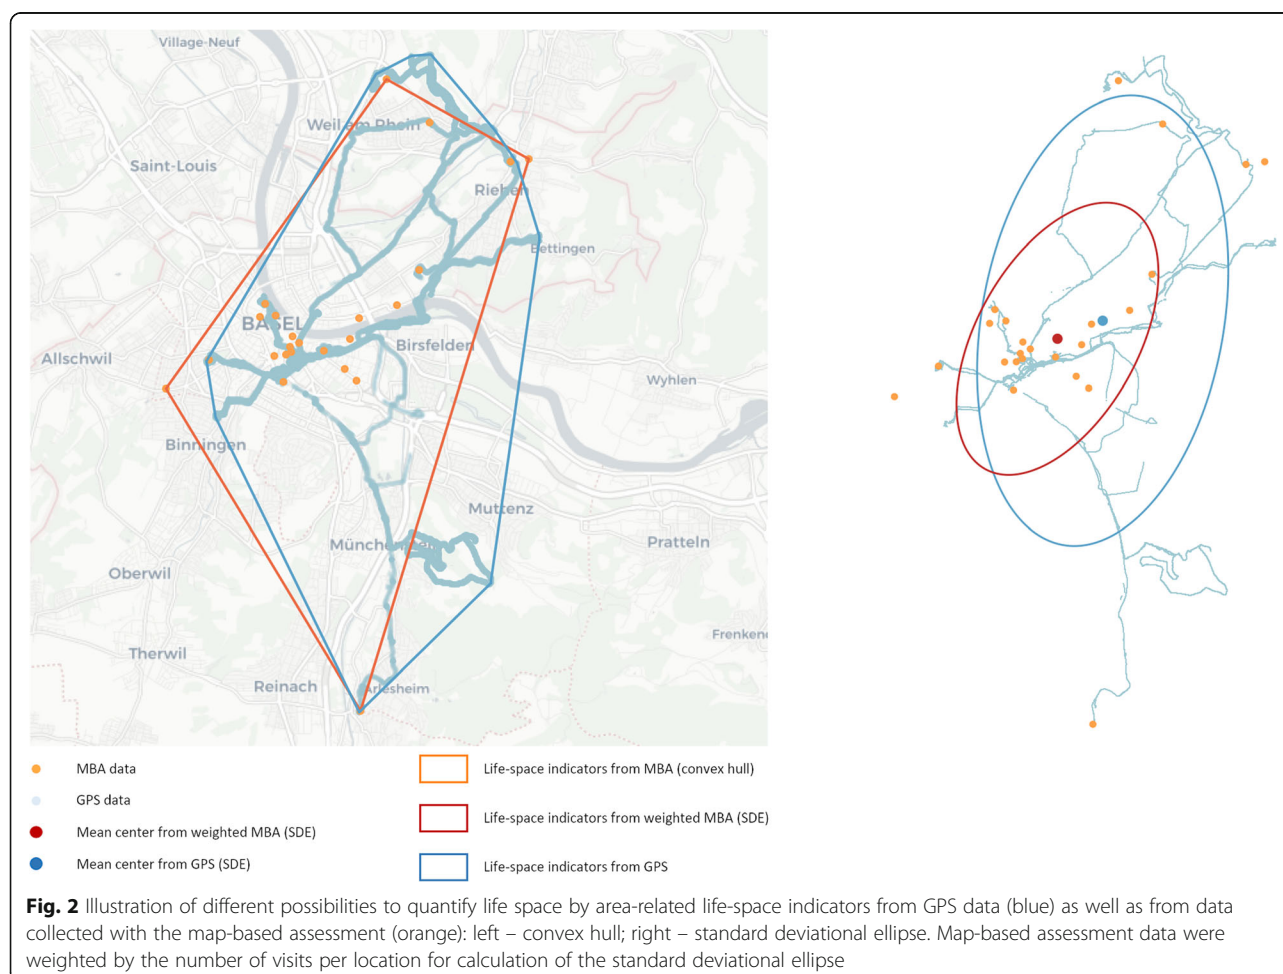 Village-Neuf
Weil am Rhein
Saint-Louis
Riehen
Bettingen
BASEL
Birsfelden
Allschwil
Wyhlen
Binningen
Muttenz
Pratteln
Oberwil
Frenkend
Therwil
Reinach
Arlesheim
MBA data
GPS data
Mean center from weighted MBA (SDE)
Mean center from GPS (SDE)
Life-space indicators from MBA (convex hull)
Life-space indicators from weighted MBA (SDE)
Life-space indicators from GPS
Fig. 2 Illustration of different possibilities to quantify life space by area-related life-space indicators from GPS data (blue) as well as from data
collected with the map-based assessment (orange): left – convex hull; right – standard deviational ellipse. Map-based assessment data were
weighted by the number of visits per location for calculation of the standard deviational ellipse